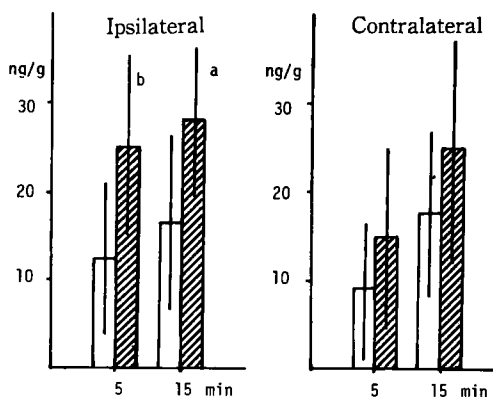 Ipsilateral
ng/g
b
a
30
20
10
5 15 min
Contralateral
ng/g
30
20
10
5 15 min